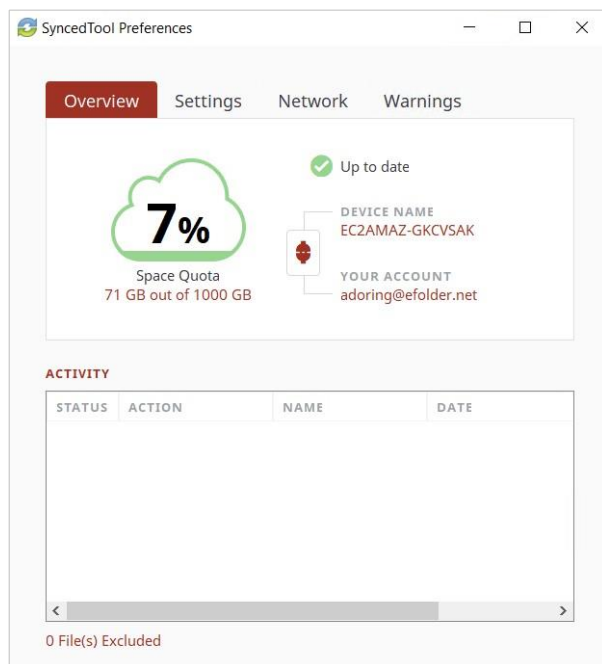 SyncedTool Preferences
Overview Settings Network Warnings
7%
Space Quota
71 GB out of 1000 GB
Up to date
DEVICE NAME
EC2AMAZ-GKCVSAK
YOUR ACCOUNT
adoring@efolder.net
ACTIVITY
STATUS ACTION NAME DATE
0 File(s) Excluded